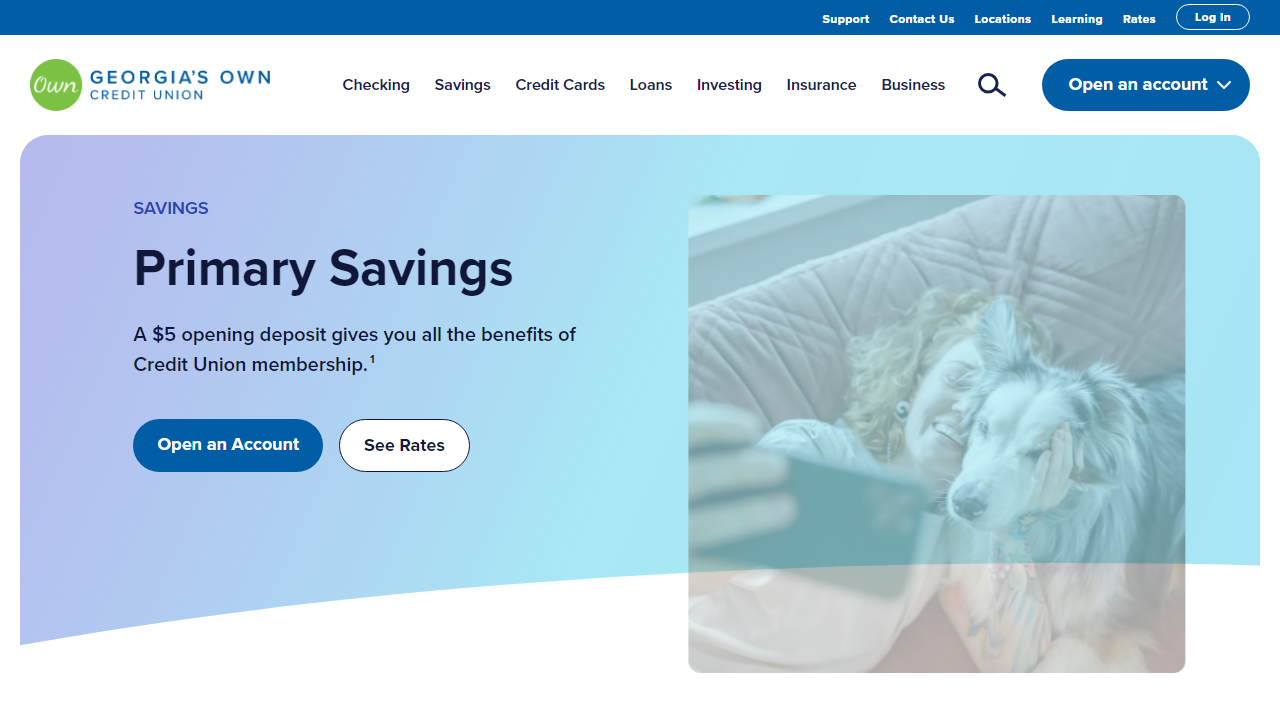 Support Contact Us Locations Learning Rates Log In
Own GEORGIA'S OWN
CREDIT UNION
Checking Savings Credit Cards Loans Investing Insurance Business Open an account
SAVINGS
Primary Savings
A $5 opening deposit gives you all the benefits of
Credit Union membership.¹
Open an Account See Rates